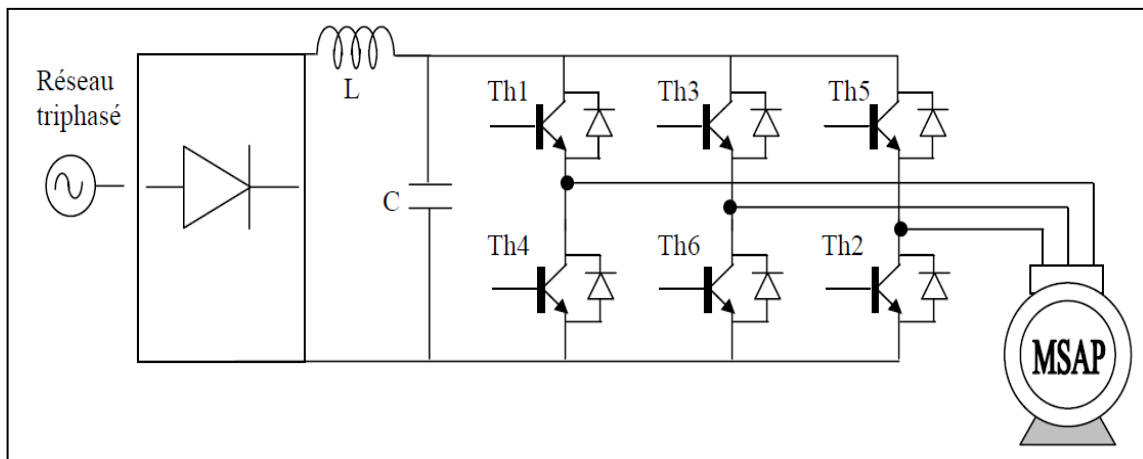 Réseau
triphasé
L
C
Th1
Th3
Th5
Th4
Th6
Th2
MSAP